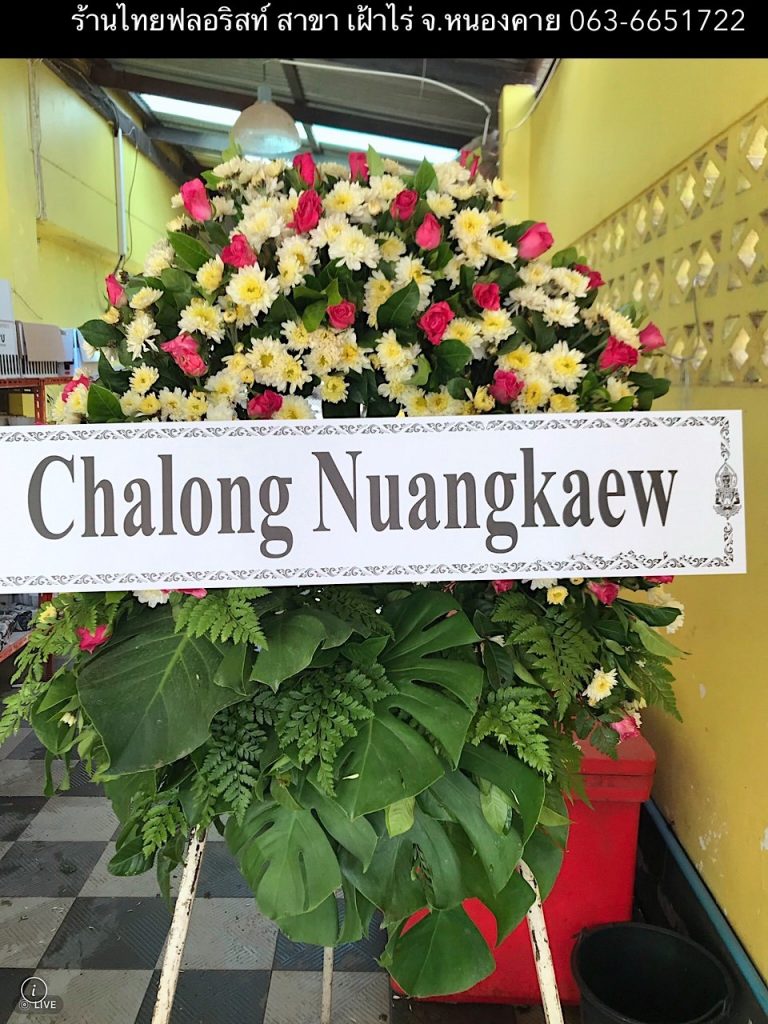 ร้านไทยฟลอริสท์ สาขา เฝ้าไร่ จ.หนองคาย 063-6651722
Chalong Nuangkaew
LIVE